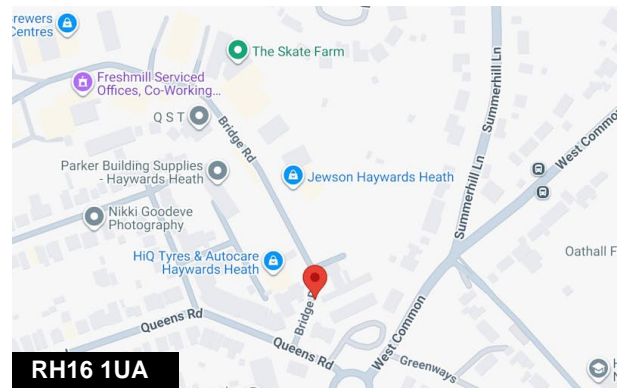 rewers
Centres
The Skate Farm
Freshmill Serviced
Offices, Co-Working...
Q S T
Bridge Rd
Summerhill Ln
West Common
Parker Building Supplies
- Haywards Heath
Jewson Haywards Heath
Nikki Goodeve
Photography
Summerhill Ln
HiQ Tyres & Autocare
Haywards Heath
Oathall F
Bridge R
Queens Rd
Queens Rd
West Common
Greenways
H
N
RH16 1UA